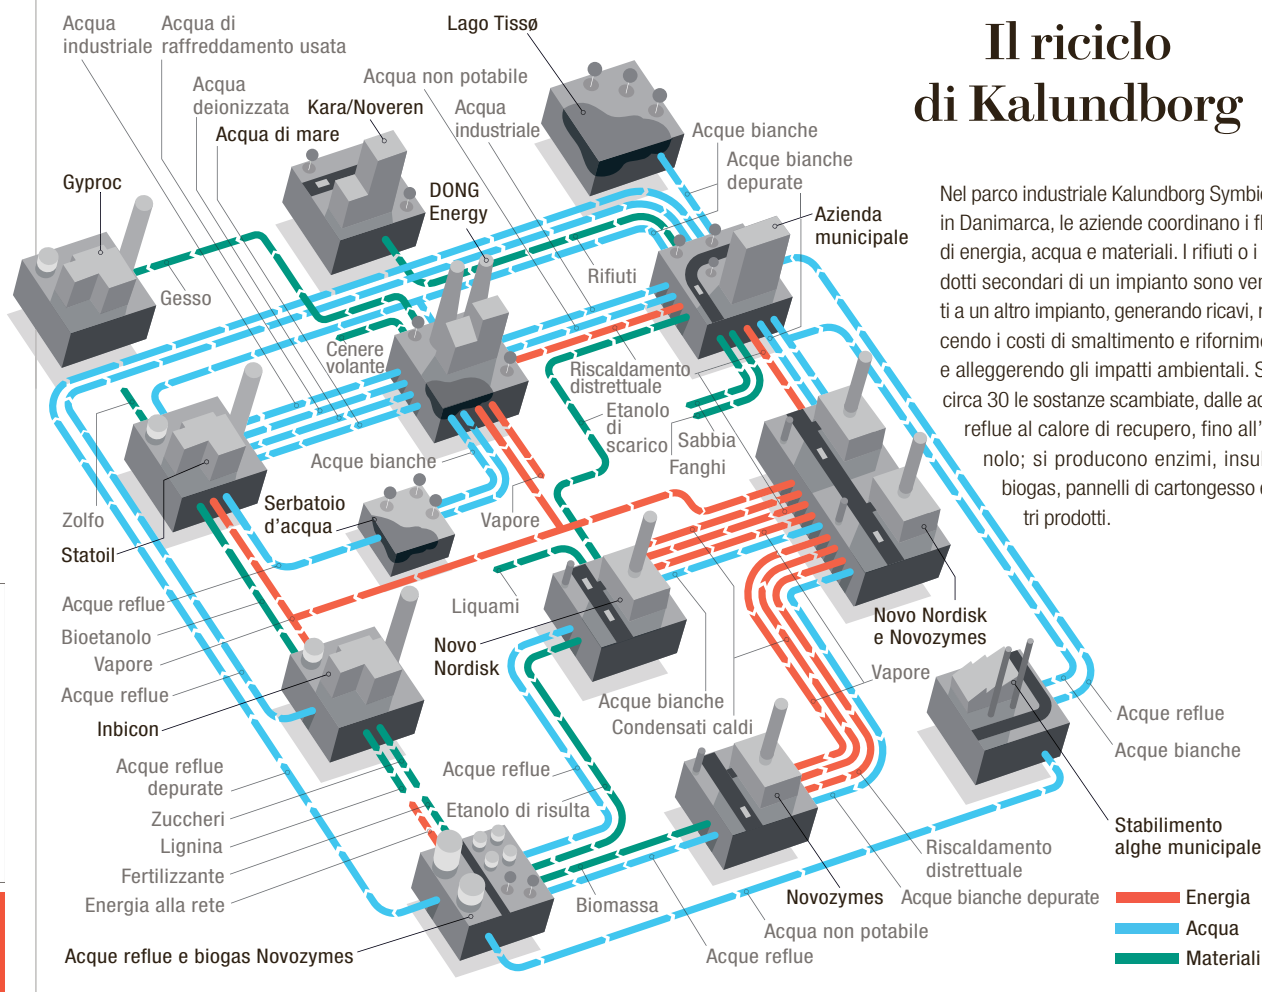 Il riciclo
di Kalundborg
Nel parco industriale Kalundborg
in Danimarca, le aziende coordinano i
di energia, acqua e materiali. I rifiuti o i
dotti secondari di un impianto sono
ti a un altro impianto, generando ricavi,
cendo i costi di smaltimento e
e alleggerendo gli impatti ambientali.
circa 30 le sostanze scambiate, dalle
reflue al calore di recupero, fino
nolo; si producono enzimi,
biogas, pannelli di cartongesso
tri prodotti.
Acqua
industriale
Acqua di
raffreddamento usata
Acqua
deionizzata
Acqua di mare
Kara/Noveren
Lago Tissø
Acqua non potabile
Acqua
industriale
Acque bianche
Acque bianche
depurate
Azienda
municipale
Gyproc
DONG
Energy
Gesso
Rifiuti
Cenere
volante
Riscaldamento
distrettuale
Etanolo
di
scarico
Sabbia
Fanghi
Acque bianche
Vapore
Zolfo
Statoil
Serbatoio
d'acqua
Acque reflue
Bioetanolo
Vapore
Acque reflue
Inbicon
Liquami
Novo
Nordisk
Novo Nordisk
e Novozymes
Vapore
Acque bianche
Condensati caldi
Acque reflue
Acque bianche
Acque reflue
depurate
Zuccheri
Lignina
Fertilizzante
Energia alla rete
Acque reflue e biogas Novozymes
Acque reflue
Etanolo di risulta
Biomassa
Novozymes
Acque bianche depurate
Acqua non potabile
Acque reflue
Riscaldamento
distrettuale
Stabilimento
alghe municipale
Energia
Acqua
Materiali